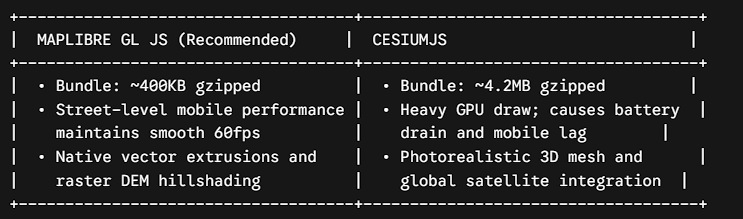 MAPLIBRE GL JS (Recommended) | CESIUMJS
• Bundle: ~400KB gzipped | • Bundle: ~4.2MB gzipped
• Street-level mobile performance | • Heavy GPU draw; causes battery
maintains smooth 60fps | drain and mobile lag
• Native vector extrusions and | • Photorealistic 3D mesh and
raster DEM hillshading | global satellite integration